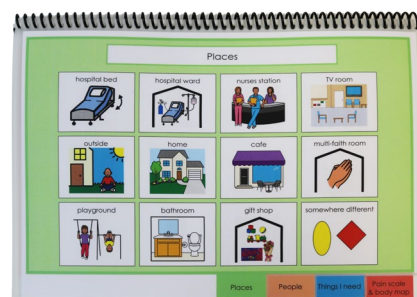 Places
hospital bed
hospital ward
nurses station
TV room
outside
home
cafe
multi-faith room
playground
bathroom
gift shop
somewhere different
Places
People
Things I need
Pain scale
& body map